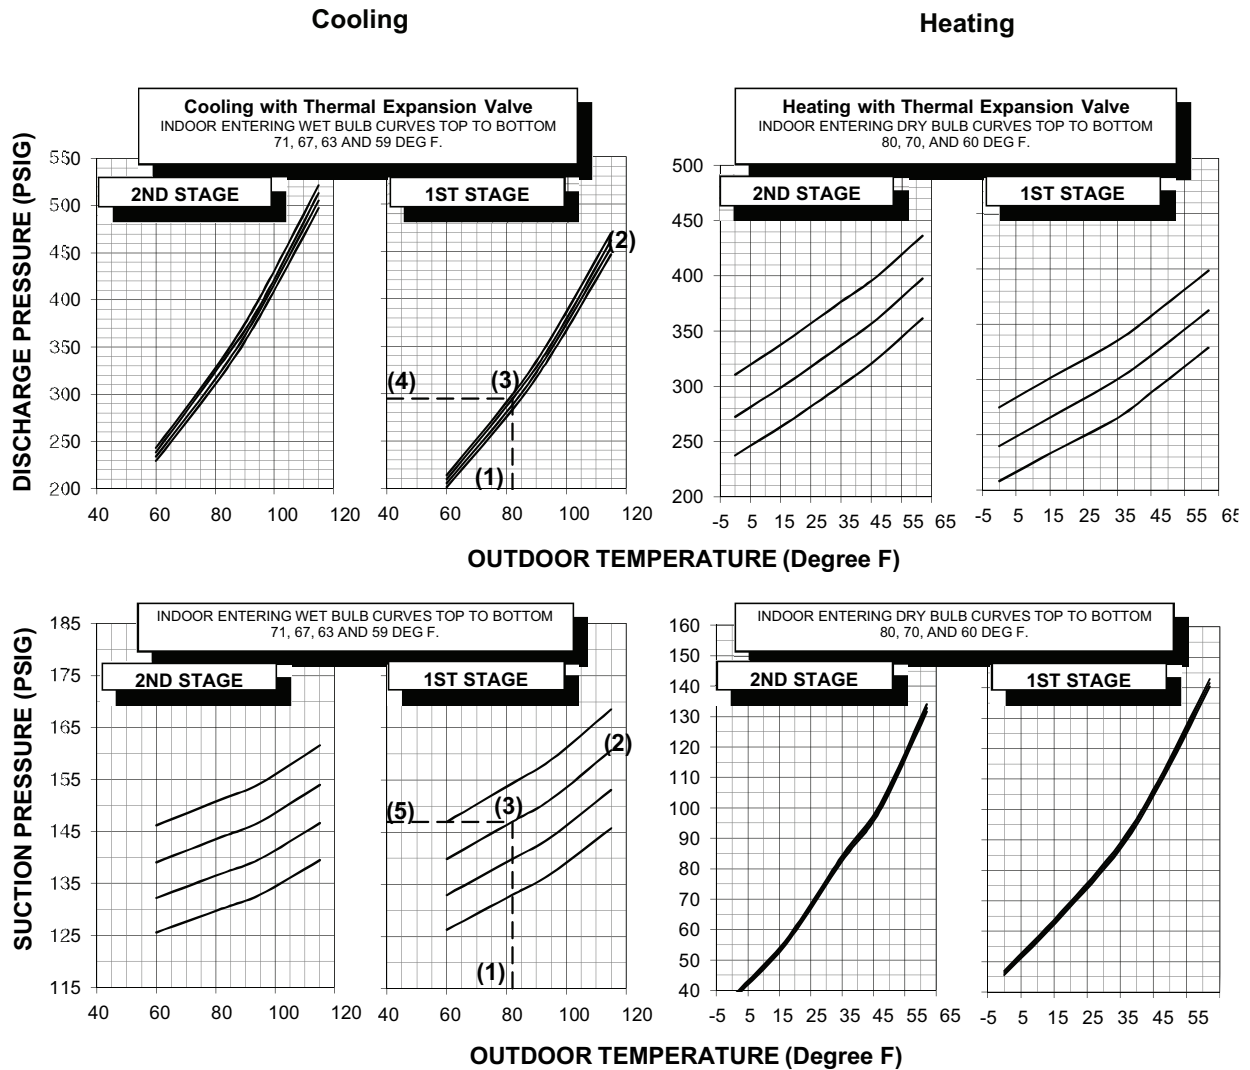 Cooling
Heating
Cooling with Thermal Expansion Valve
INDOOR ENTERING WET BULB CURVES TOP TO BOTTOM
71, 67, 63 AND 59 DEG F.
Heating with Thermal Expansion Valve
INDOOR ENTERING DRY BULB CURVES TOP TO BOTTOM
80, 70, AND 60 DEG F.
2ND STAGE
1ST STAGE
2ND STAGE
1ST STAGE
DISCHARGE PRESSURE (PSIG)
550
500
450
400
350
300
250
200
(2)
(3)
(4)
(1)
500
450
400
350
300
250
200
40 60 80 100 120
40 60 80 100 120
-5 5 15 25 35 45 55 65
-5 5 15 25 35 45 55 65
OUTDOOR TEMPERATURE (Degree F)
INDOOR ENTERING WET BULB CURVES TOP TO BOTTOM
71, 67, 63 AND 59 DEG F.
INDOOR ENTERING DRY BULB CURVES TOP TO BOTTOM
80, 70, AND 60 DEG F.
2ND STAGE
1ST STAGE
2ND STAGE
1ST STAGE
SUCTION PRESSURE (PSIG)
185
175
165
155
145
135
125
115
(2)
(3)
(5)
(1)
160
150
140
130
120
110
100
90
80
70
60
50
40
40 60 80 100 120
40 60 80 100 120
-5 5 15 25 35 45 55 65
-5 5 15 25 35 45 55
OUTDOOR TEMPERATURE (Degree F)